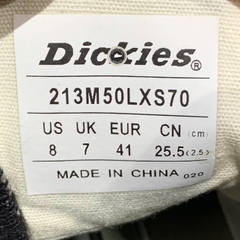 Dickies
213M50LXS70
US UK EUR CN (cm)
8 7 41 25.5 (2.5)
MADE IN CHINA 020